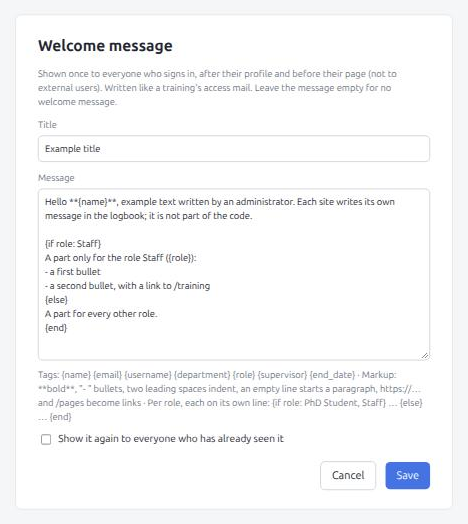 Welcome message
Shown once to everyone who signs in, after their profile and before their page (not to
external users). Written like a training's access mail. Leave the message empty for no
welcome message.
Title
Example title
Message
Hello **{name}**, example text written by an administrator. Each site writes its own
message in the logbook; it is not part of the code.
{if role: Staff}
A part only for the role Staff ({role}):
- a first bullet
- a second bullet, with a link to /training
{else}
A part for every other role.
{end}
Tags: {name} {email} {username} {department} {role} {supervisor} {end_date} · Markup:
**bold**, "- " bullets, two leading spaces indent, an empty line starts a paragraph, https://...
and /pages become links · Per role, each on its own line: {if role: PhD Student, Staff} ... {else}
... {end}
Show it again to everyone who has already seen it
Cancel
Save